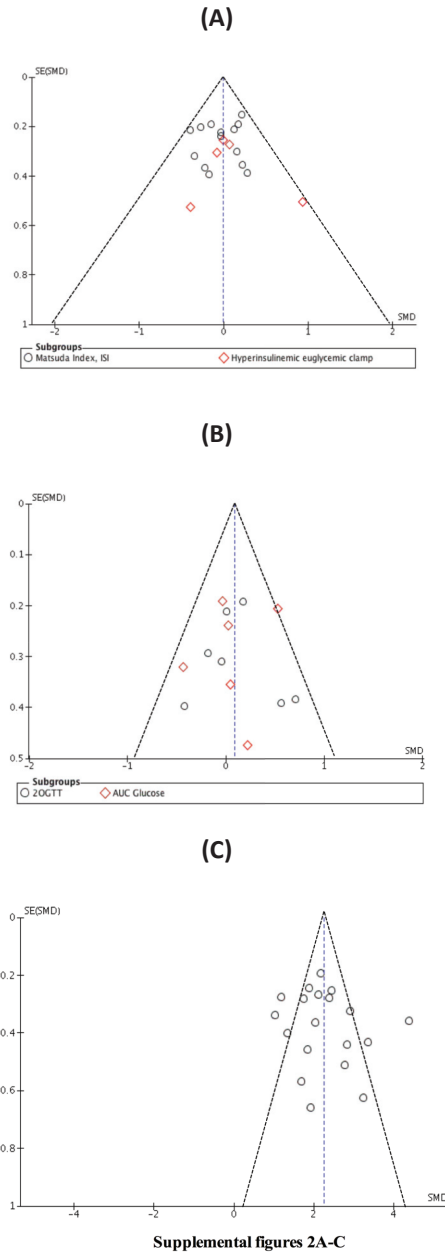 (A)
SE(SMD)
0
0.2
0.4
0.6
0.8
1
-2
-1
0
1
2
SMD
Subgroups
Matsuda Index, ISI
Hyperinsulinemic euglycemic clamp
(B)
SE(SMD)
0
0.1
0.2
0.3
0.4
0.5
-2
-1
0
1
2
SMD
Subgroups
2OGTT
AUC Glucose
(C)
SE(SMD)
0
0.2
0.4
0.6
0.8
1
-4
-2
0
2
4
SMD
Supplemental figures 2A-C